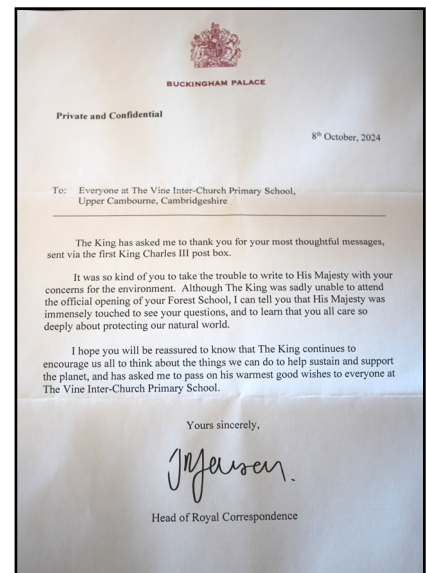 BUCKINGHAM PALACE
Private and Confidential
8th October, 2024
To: Everyone at The Vine Inter-Church Primary School,
Upper Cambourne, Cambridgeshire
The King has asked me to thank you for your most thoughtful messages,
sent via the first King Charles III post box.
It was so kind of you to take the trouble to write to His Majesty with your
concerns for the environment. Although The King was sadly unable to attend
the official opening of your Forest School, I can tell you that His Majesty was
immensely touched to see your questions, and to learn that you all care so
deeply about protecting our natural world.
I hope you will be reassured to know that The King continues to
encourage us all to think about the things we can do to help sustain and support
the planet, and has asked me to pass on his warmest good wishes to everyone at
The Vine Inter-Church Primary School.
Yours sincerely,
Head of Royal Correspondence